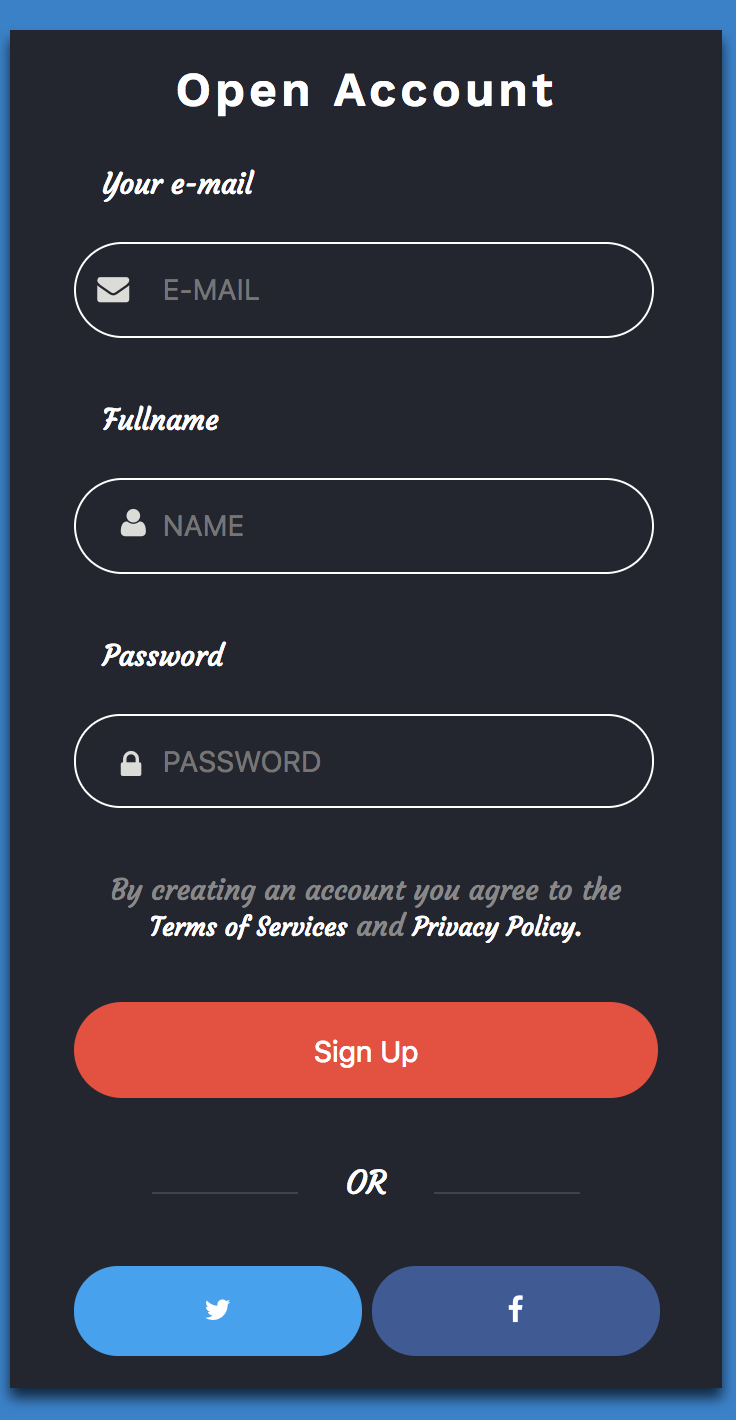 Open Account
Your e-mail
E-MAIL
Fullname
NAME
Password
PASSWORD
By creating an account you agree to the
Terms of Services and Privacy Policy.
Sign Up
OR